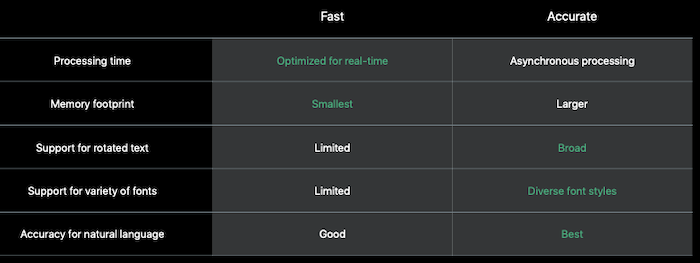 Fast Accurate
Processing time Optimized for real-time Asynchronous processing
Memory footprint Smallest Larger
Support for rotated text Limited Broad
Support for variety of fonts Limited Diverse font styles
Accuracy for natural language Good Best